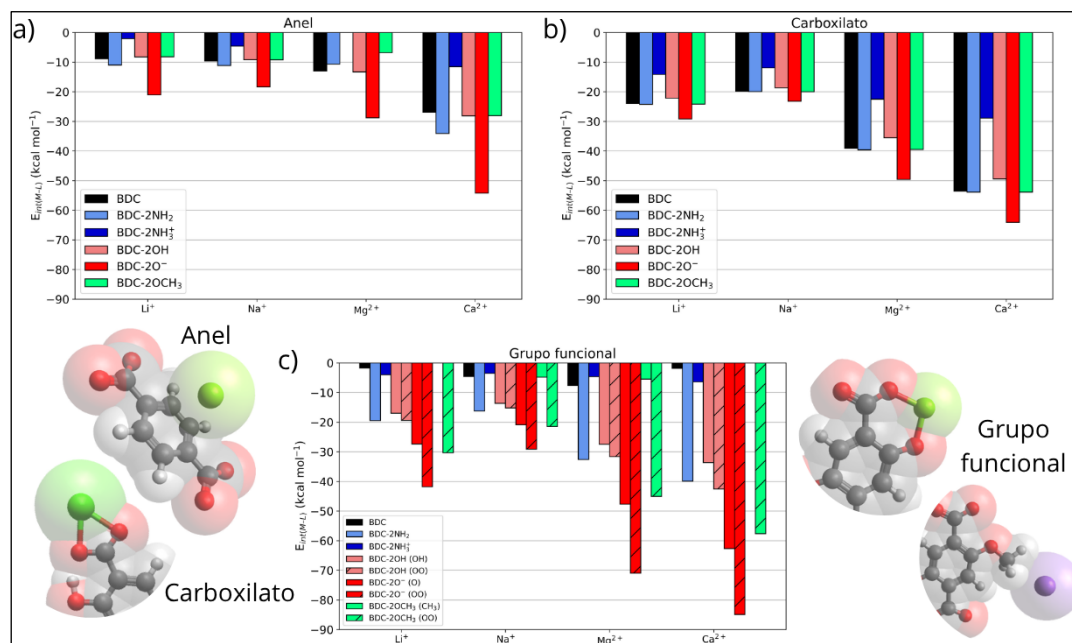 a)
Anel
0
−10
−20
−30
−40
−50
−60
−70
−80
−90
E_int(M-L) (kcal mol⁻¹)
BDC
BDC-2NH₂
BDC-2NH₃⁺
BDC-2OH
BDC-2O⁻
BDC-2OCH₃
Li⁺ Na⁺ Mg²⁺ Ca²⁺
b)
Carboxilato
0
−10
−20
−30
−40
−50
−60
−70
−80
−90
E_int(M-L) (kcal mol⁻¹)
BDC
BDC-2NH₂
BDC-2NH₃⁺
BDC-2OH
BDC-2O⁻
BDC-2OCH₃
Li⁺ Na⁺ Mg²⁺ Ca²⁺
Anel
Carboxilato
c)
Grupo funcional
0
−10
−20
−30
−40
−50
−60
−70
−80
−90
E_int(M-L) (kcal mol⁻¹)
BDC
BDC-2NH₂
BDC-2NH₃⁺
BDC-2OH (OH)
BDC-2OH (OO)
BDC-2O⁻ (O)
BDC-2O⁻ (OO)
BDC-2OCH₃ (CH₃)
BDC-2OCH₃ (OO)
Li⁺ Na⁺ Mg²⁺ Ca²⁺
Grupo
funcional